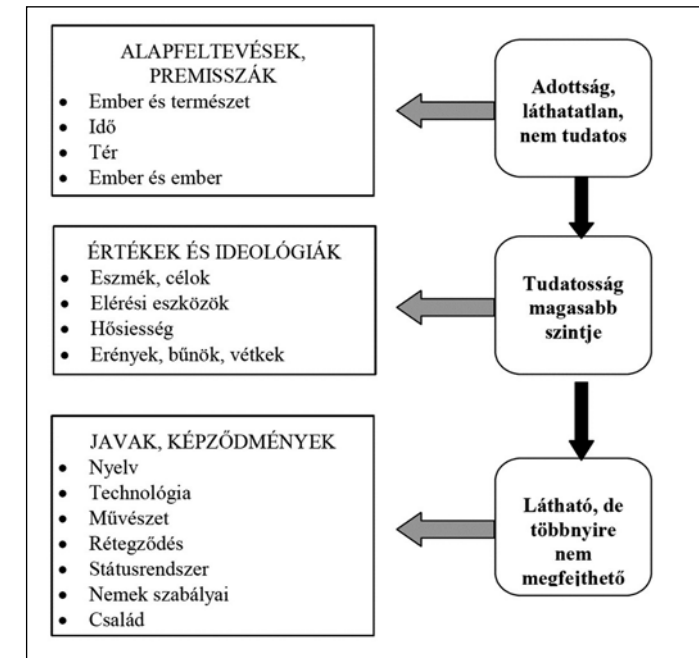 ALAPFELTEVÉSEK,
PREMISSZÁK
• Ember és természet
• Idő
• Tér
• Ember és ember
Adottság,
láthatatlan,
nem tudatos
ÉRTÉKEK ÉS IDEOLÓGIÁK
• Eszmék, célok
• Elérési eszközök
• Hősiesség
• Erények, bűnök, vétkek
Tudatosság
magasabb
szintje
JAVAK, KÉPZŐDMÉNYEK
• Nyelv
• Technológia
• Művészet
• Rétegződés
• Státusrendszer
• Nemek szabályai
• Család
Látható, de
többnyire
nem
megfejthető